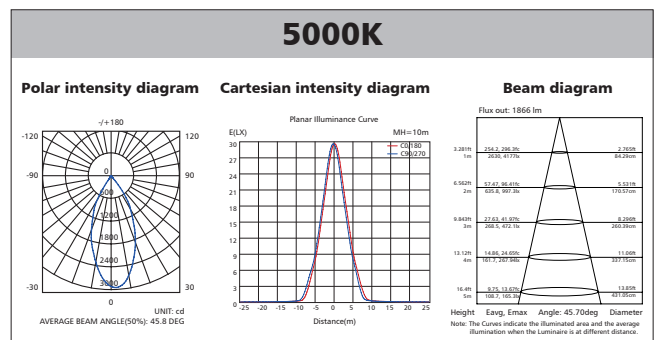 5000K
Polar intensity diagram
Cartesian intensity diagram
Beam diagram
-/+180
-120
120
-90
90
0
600
1200
1800
2400
3000
-30
30
0
UNIT: cd
AVERAGE BEAM ANGLE(50%): 45.8 DEG
Planar Illuminance Curve
E(LX)
MH=10m
C0/180
C90/270
30
27
24
21
18
15
12
9
6
3
0
-25 -20 -15 -10 -5 0 5 10 15 20 25
Distance(m)
Flux out: 1866 lm
3.281ft 254.2, 296.3fc 2.765ft
1m 2630, 4177lx 84.29cm
6.562ft 57.47, 96.41fc 5.531ft
2m 635.8, 997.3lx 170.57cm
9.843ft 27.63, 41.97fc 8.296ft
3m 268.5, 472.1lx 260.39cm
13.12ft 14.86, 24.65fc 11.06ft
4m 161.7, 267.94lx 337.15cm
16.4ft 9.75, 13.67fc 13.85ft
5m 108.7, 165.3lx 431.05cm
Height Eavg, Emax Angle: 45.70deg Diameter
Note: The Curves indicate the illuminated area and the average
illumination when the Luminaire is at different distance.